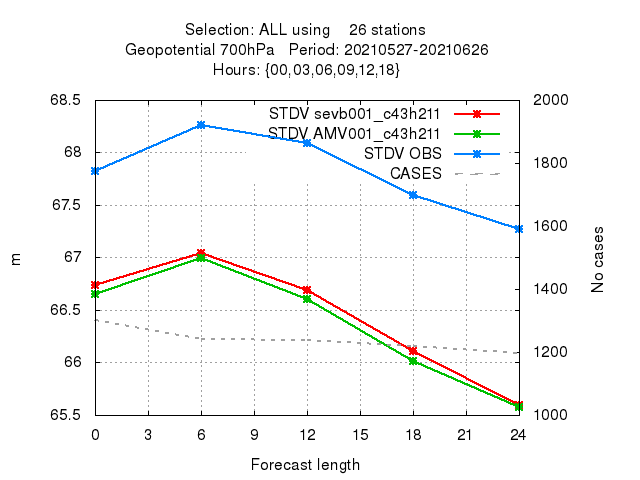 Selection: ALL using    26 stations
Geopotential 700hPa   Period: 20210527-20210626
Hours: {00,03,06,09,12,18}
68.5
68
67.5
67
66.5
66
65.5
m
STDV sevb001_c43h211
STDV AMV001_c43h211
STDV OBS
CASES
2000
1800
1600
1400
1200
1000
No cases
0 3 6 9 12 15 18 21 24
Forecast length